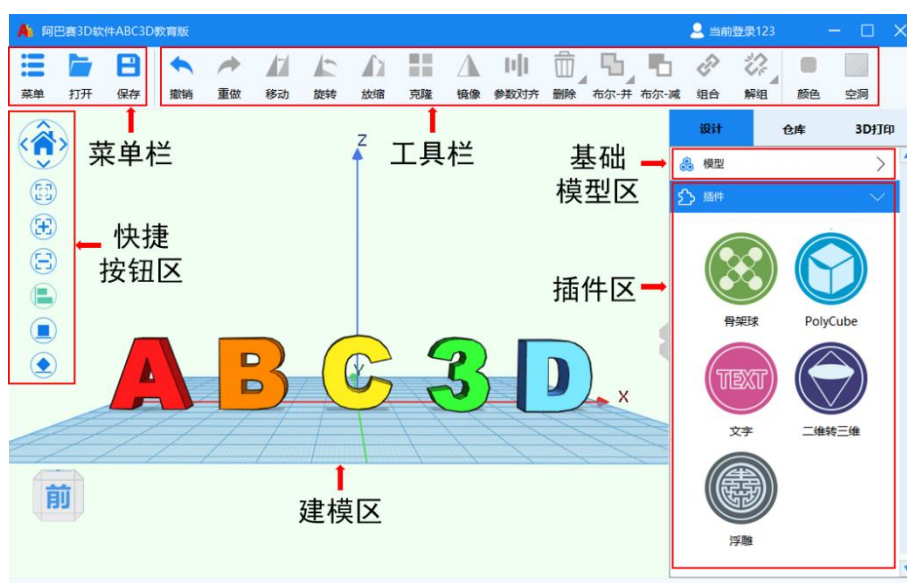 阿巴赛3D软件ABC3D教育版
当前登录123
菜单 打开 保存 撤销 重做 移动 旋转 放缩 克隆 镜像 参数对齐 删除 布尔-并 布尔-减 组合 解组 颜色 空洞
设计 仓库 3D打印
菜单栏
Z
工具栏
基础
模型区
模型
插件
快捷
按钮区
插件区
骨架球 PolyCube
A B C 3 D
Y
X
TEXT
文字 二维转三维
前
建模区
浮雕